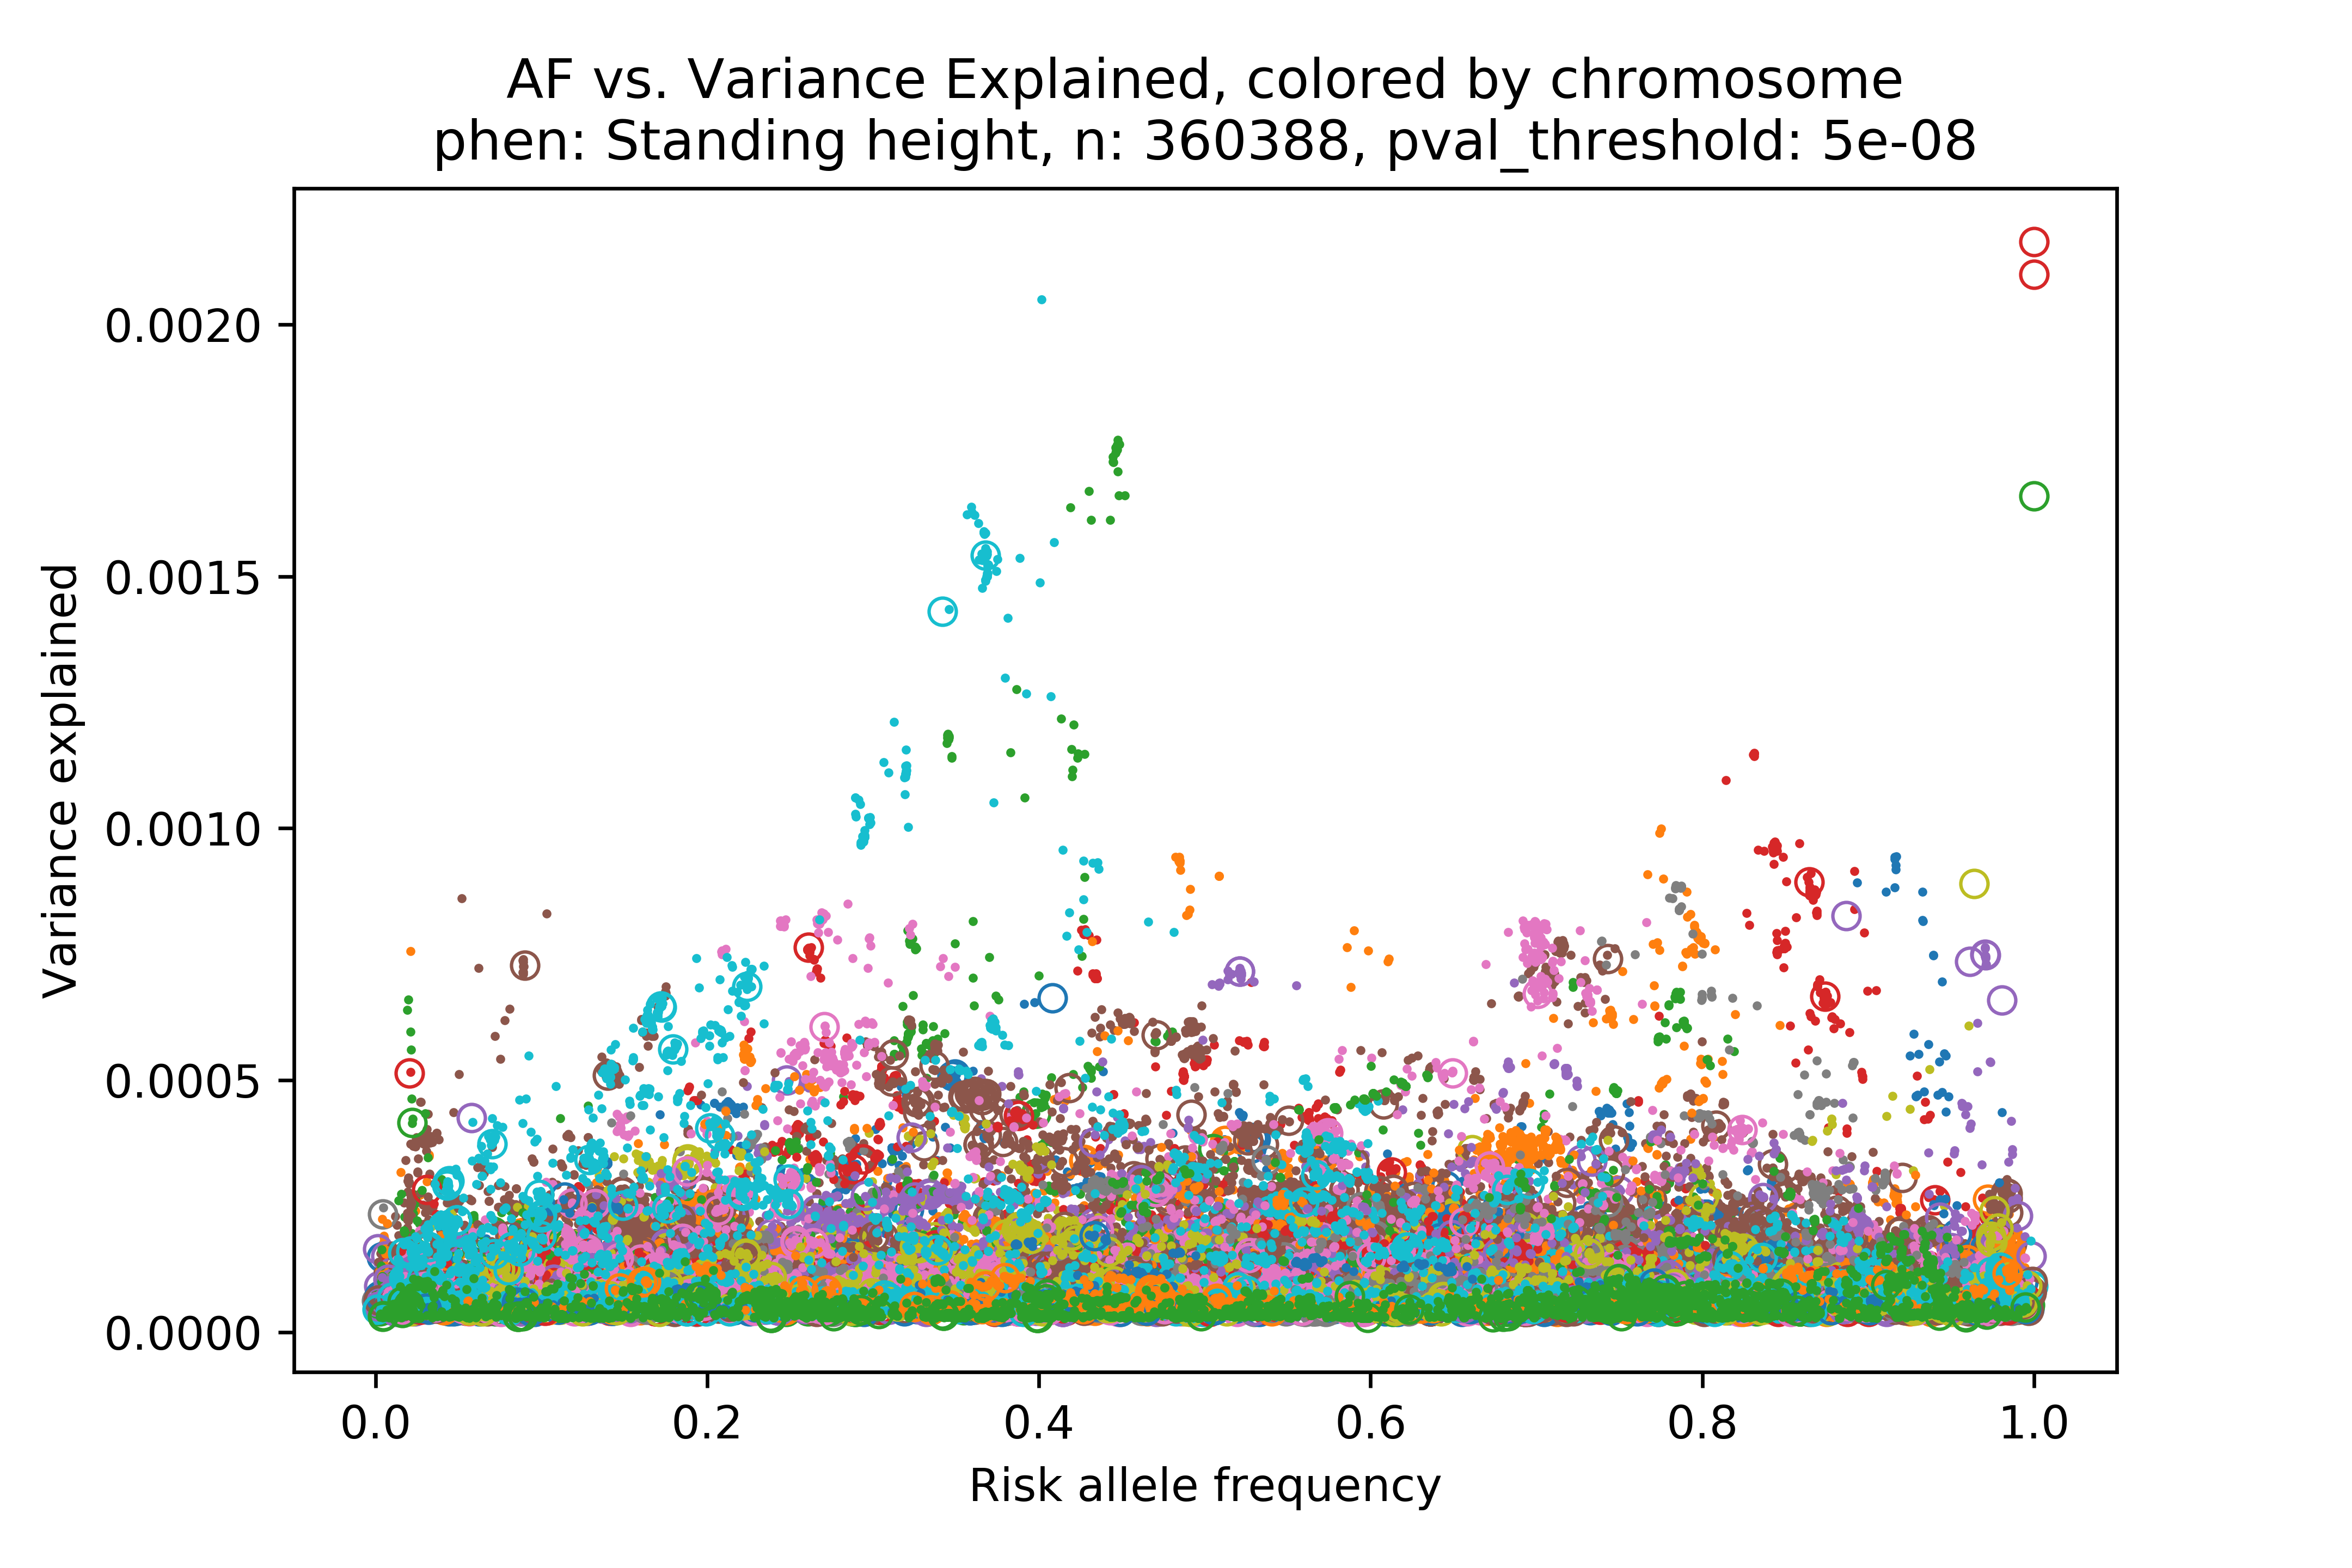 AF vs. Variance Explained, colored by chromosome
phen: Standing height, n: 360388, pval_threshold: 5e-08
Variance explained
0.0020
0.0015
0.0010
0.0005
0.0000
0.0 0.2 0.4 0.6 0.8 1.0
Risk allele frequency